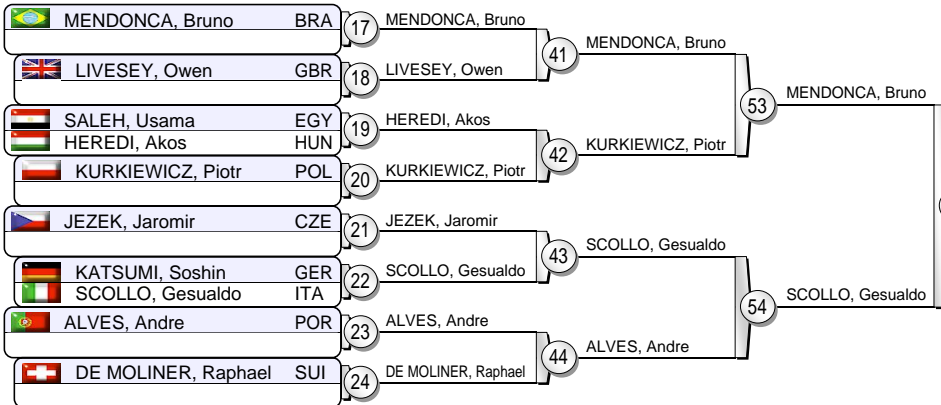 MENDONCA, Bruno BRA
LIVESEY, Owen GBR
SALEH, Usama EGY
HEREDI, Akos HUN
KURKIEWICZ, Piotr POL
JEZEK, Jaromir CZE
KATSUMI, Soshin GER
SCOLLO, Gesualdo ITA
ALVES, Andre POR
DE MOLINER, Raphael SUI
17
18
19
20
21
22
23
24
MENDONCA, Bruno
LIVESEY, Owen
HEREDI, Akos
KURKIEWICZ, Piotr
JEZEK, Jaromir
SCOLLO, Gesualdo
ALVES, Andre
DE MOLINER, Raphael
41
42
43
44
MENDONCA, Bruno
KURKIEWICZ, Piotr
SCOLLO, Gesualdo
ALVES, Andre
53
54
MENDONCA, Bruno
SCOLLO, Gesualdo